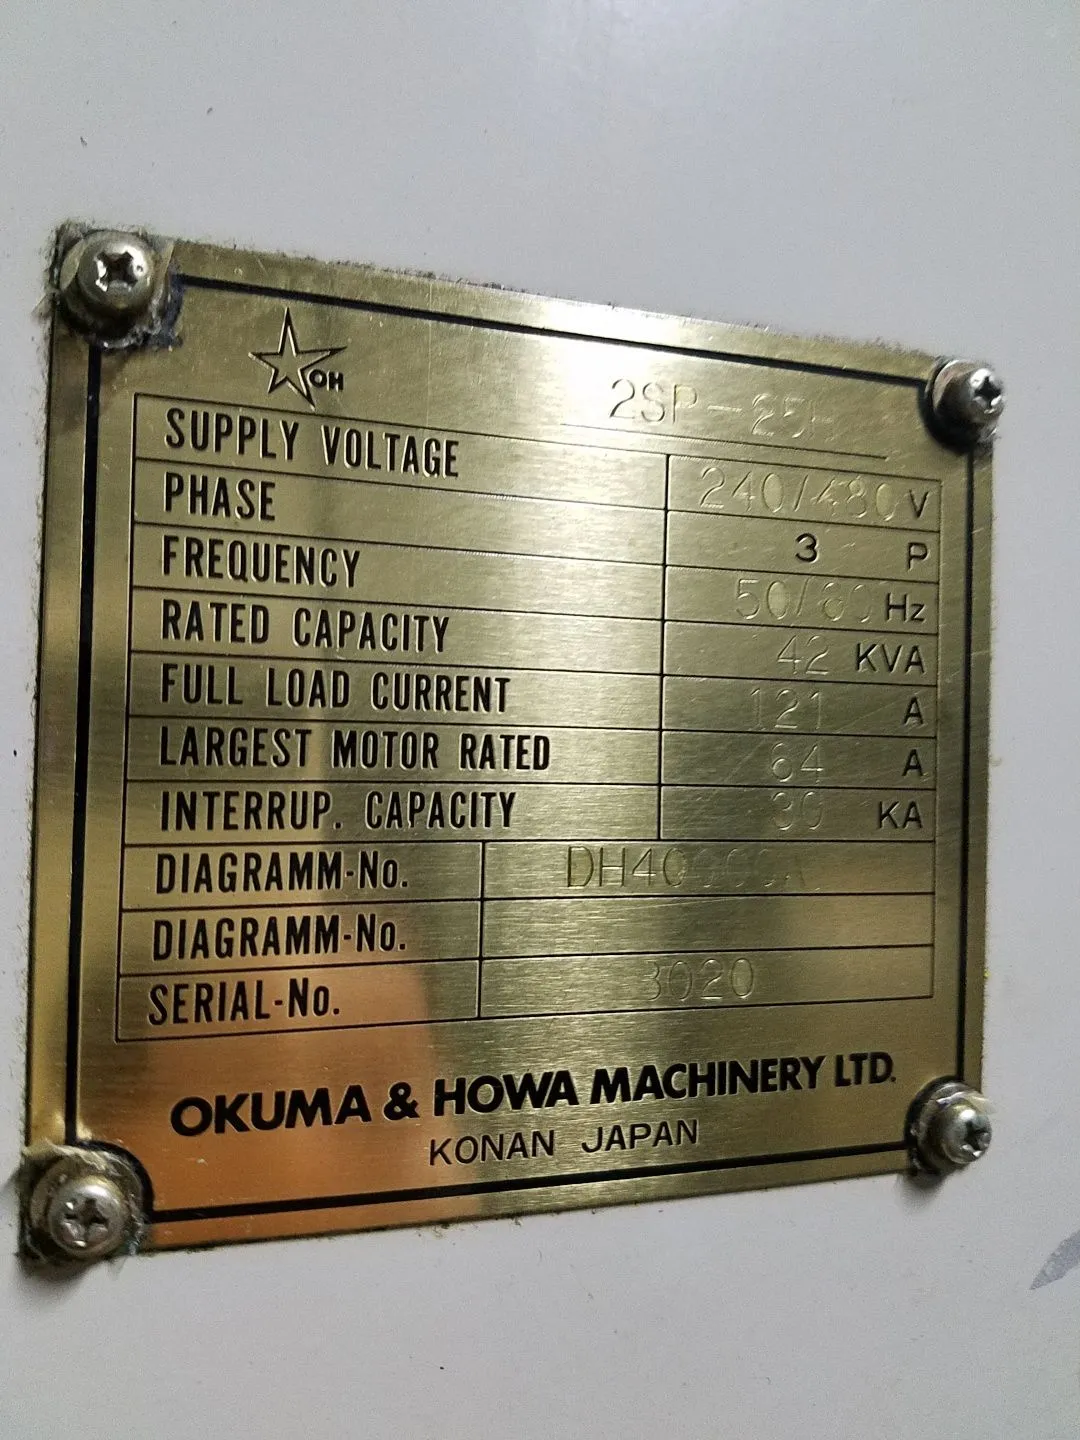 OH
2SP-25H
SUPPLY VOLTAGE 240/480 V
PHASE 3 P
FREQUENCY 50/60 Hz
RATED CAPACITY 42 KVA
FULL LOAD CURRENT 121 A
LARGEST MOTOR RATED 64 A
INTERRUP. CAPACITY 30 KA
DIAGRAMM-No.
DIAGRAMM-No.
SERIAL-No. 3020
OKUMA & HOWA MACHINERY LTD.
KONAN JAPAN